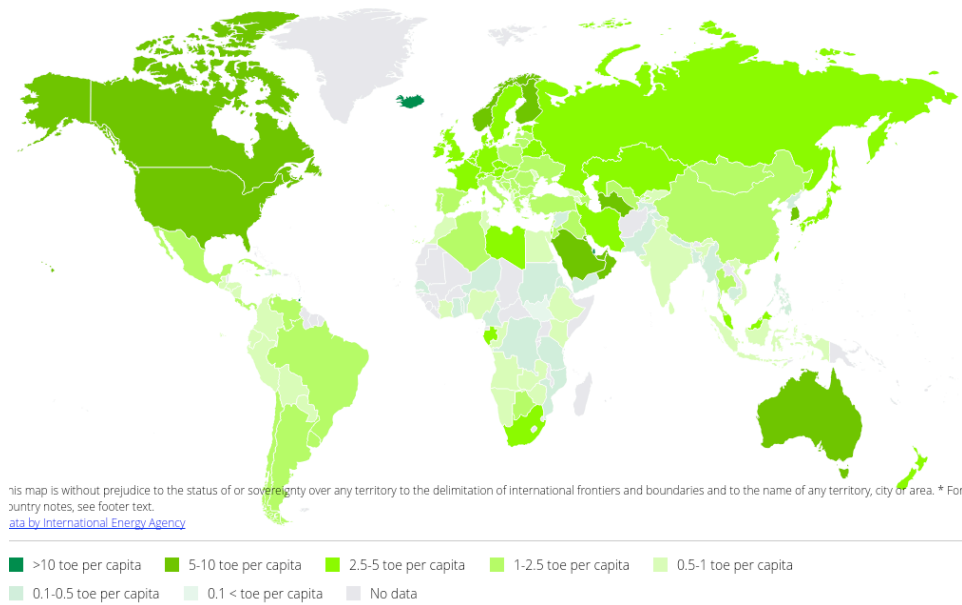 his map is without prejudice to the status of or sovereignty over any territory to the delimitation of international frontiers and boundaries and to the name of any territory, city or area. * For
ountry notes, see footer text.
ata by International Energy Agency
>10 toe per capita 5-10 toe per capita 2.5-5 toe per capita 1-2.5 toe per capita 0.5-1 toe per capita
0.1-0.5 toe per capita 0.1 < toe per capita No data